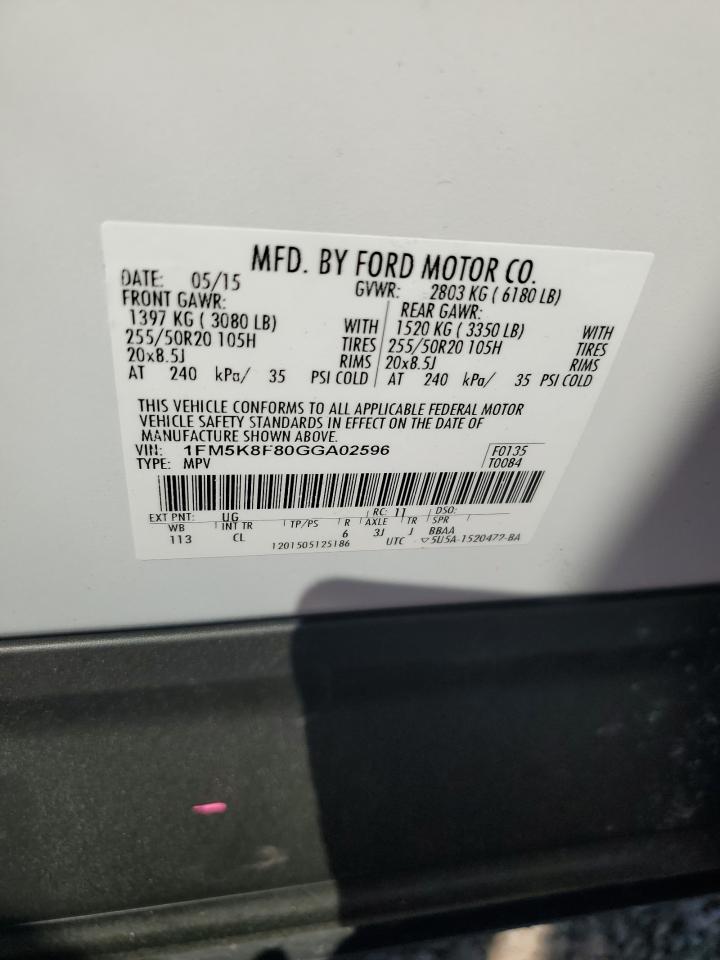 MFD. BY FORD MOTOR CO.
DATE: 05/15 GVWR: 2803 KG ( 6180 LB)
FRONT GAWR: REAR GAWR:
1397 KG ( 3080 LB) WITH 1520 KG ( 3350 LB) WITH
255/50R20 105H TIRES 255/50R20 105H TIRES
20x8.5J RIMS 20x8.5J RIMS
AT 240 kPa/ 35 PSI COLD AT 240 kPa/ 35 PSI COLD
THIS VEHICLE CONFORMS TO ALL APPLICABLE FEDERAL MOTOR
VEHICLE SAFETY STANDARDS IN EFFECT ON THE DATE OF
MANUFACTURE SHOWN ABOVE.
VIN: 1FM5K8F80GGA02596 F0135
TYPE: MPV T0084
EXT PNT: UG RC: 11 DSO:
WB INT TR TP/PS R AXLE TR SPR
113 CL 6 3J J BBAA
1201505125186 UTC ▽5U5A-1520472-BA